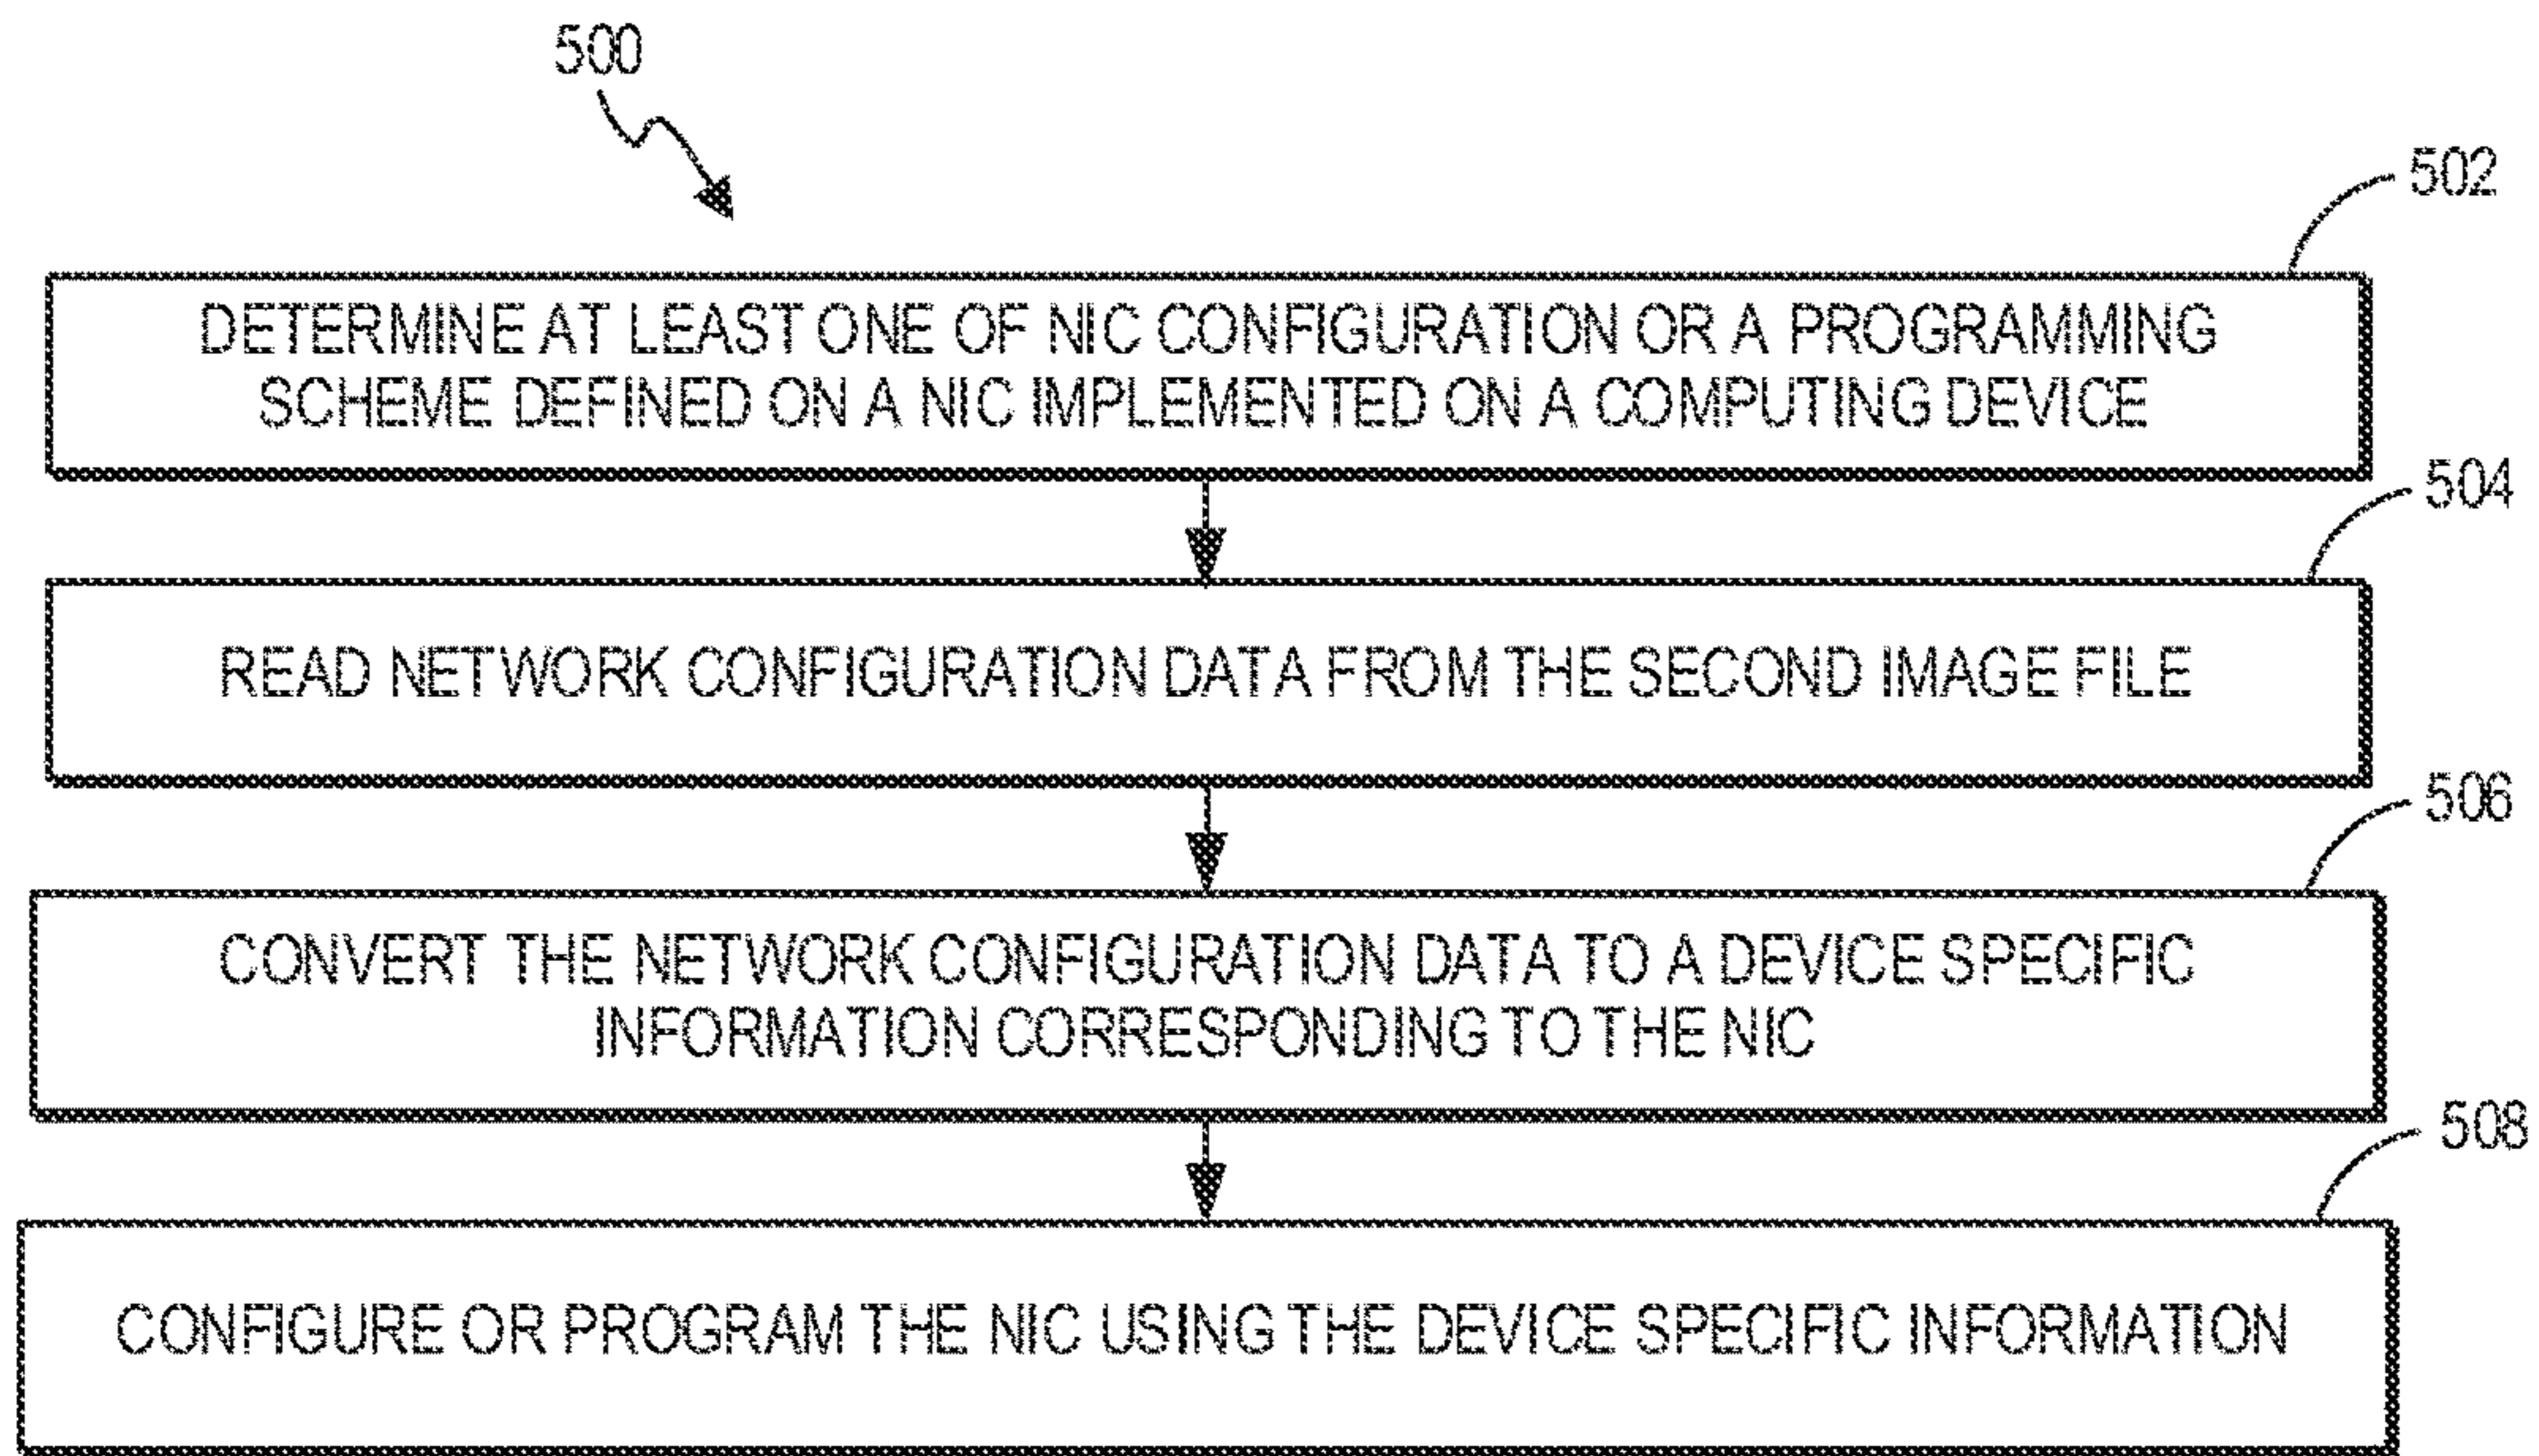 500
502
DETERMINE AT LEAST ONE OF NIC CONFIGURATION OR A PROGRAMMING
SCHEME DEFINED ON A NIC IMPLEMENTED ON A COMPUTING DEVICE
504
READ NETWORK CONFIGURATION DATA FROM THE SECOND IMAGE FILE
506
CONVERT THE NETWORK CONFIGURATION DATA TO A DEVICE SPECIFIC
INFORMATION CORRESPONDING TO THE NIC
508
CONFIGURE OR PROGRAM THE NIC USING THE DEVICE SPECIFIC INFORMATION